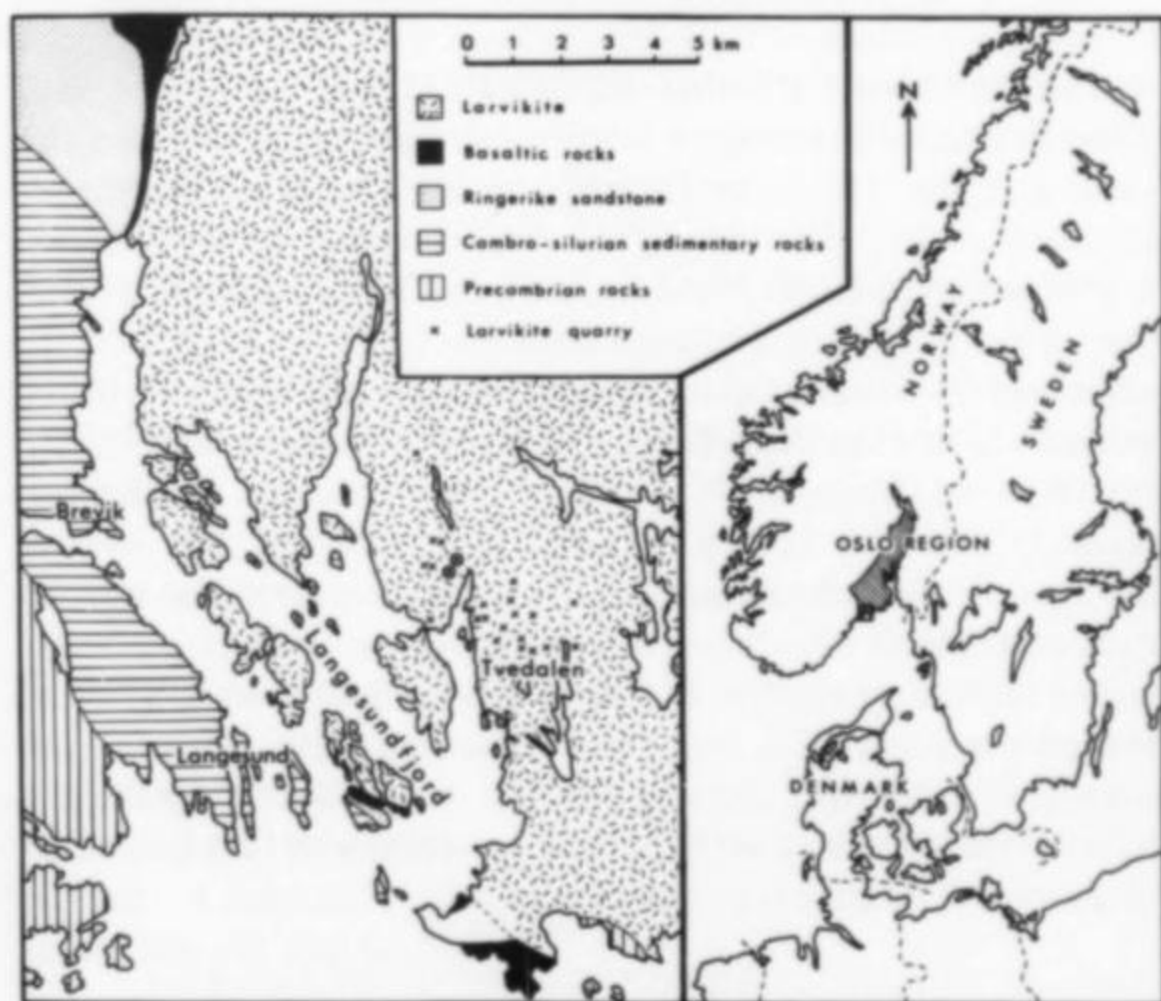 0 1 2 3 4 5 km
Larvikite
Basaltic rocks
Ringerike sandstone
Cambro-silurian sedimentary rocks
Precambrian rocks
Larvikite quarry
Brevik
Langesundfjord
Tvedalen
Langesund
N
NORWAY
SWEDEN
OSLO REGION
DENMARK